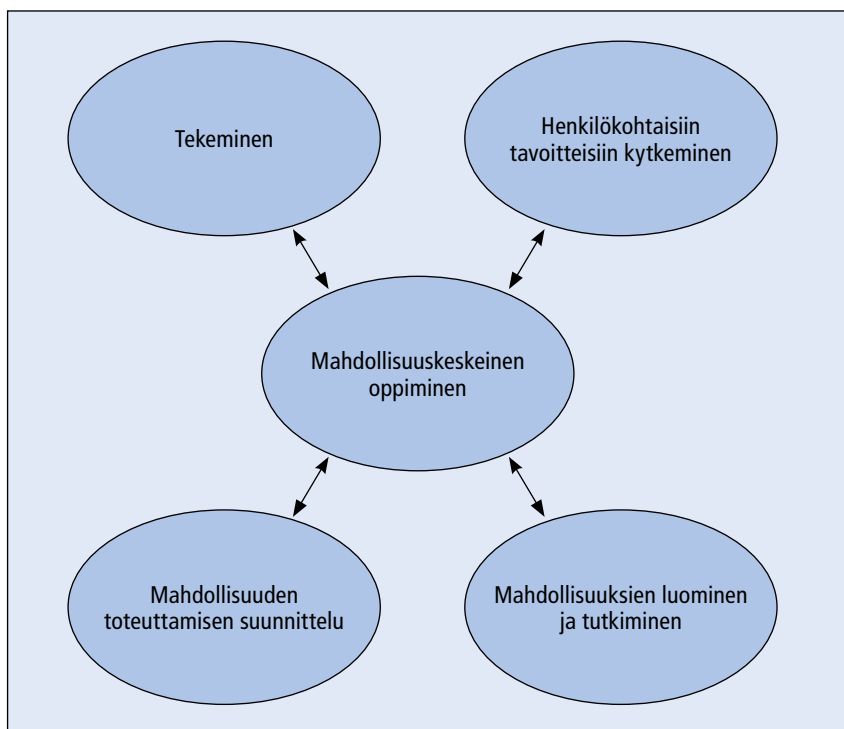 Tekeminen
Henkilökohtaisiin
tavoitteisiin kytkeminen
Mahdollisuuskeskeinen
oppiminen
Mahdollisuuden
toteuttamisen suunnittelu
Mahdollisuuksien luominen
ja tutkiminen